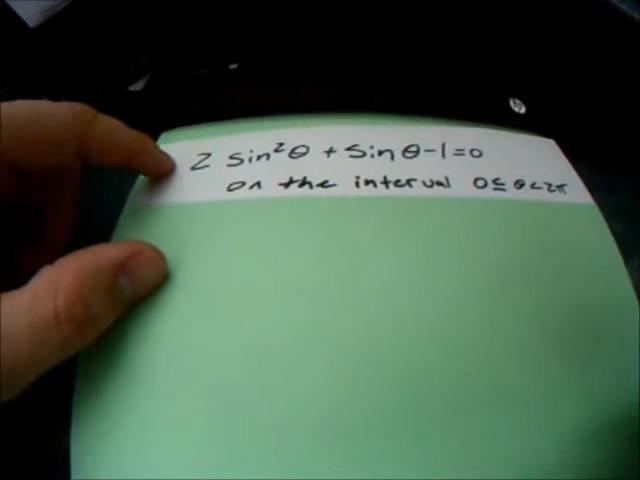 2 sin²θ + sin θ-1=0
on the interval 0≤θ<2π